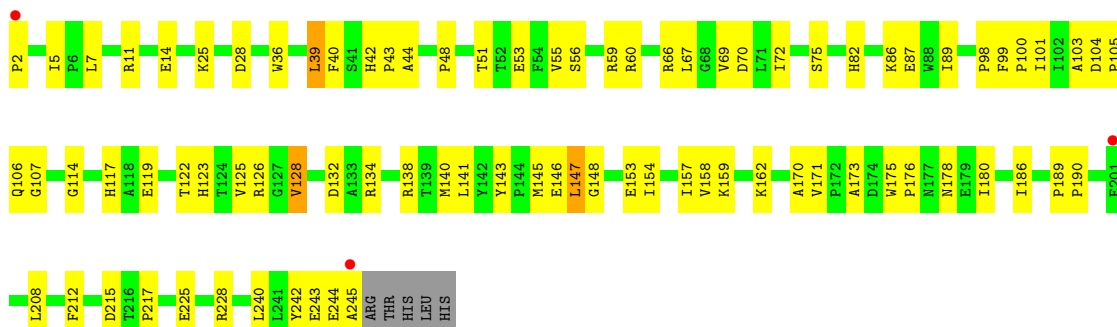 P2 I5 P6 L7 R11 E14 K25 D28 W36 L39 F40 S41 H42 P43 A44 P48 T51 T52 E53 F54 V55 S56 R59 R60 R66 L67 G68 V69 D70 L71 I72 S75 H82 K86 E87 W88 I89 P98 F99 P100 I101 I102 A103 D104 P105
Q106 G107 G114 H117 A118 E119 T122 H123 T124 V125 R126 G127 V128 D132 A133 R134 R138 T139 M140 L141 Y142 Y143 P144 M145 E146 L147 G148 E153 I154 I157 V158 K159 K162 A170 V171 P172 A173 D174 W175 P176 N177 N178 E179 I180 I186 P189 P190 E201
L208 F212 D215 T216 P217 E225 R228 L240 L241 Y242 E243 E244 A245 ARG THR HIS LEU HIS